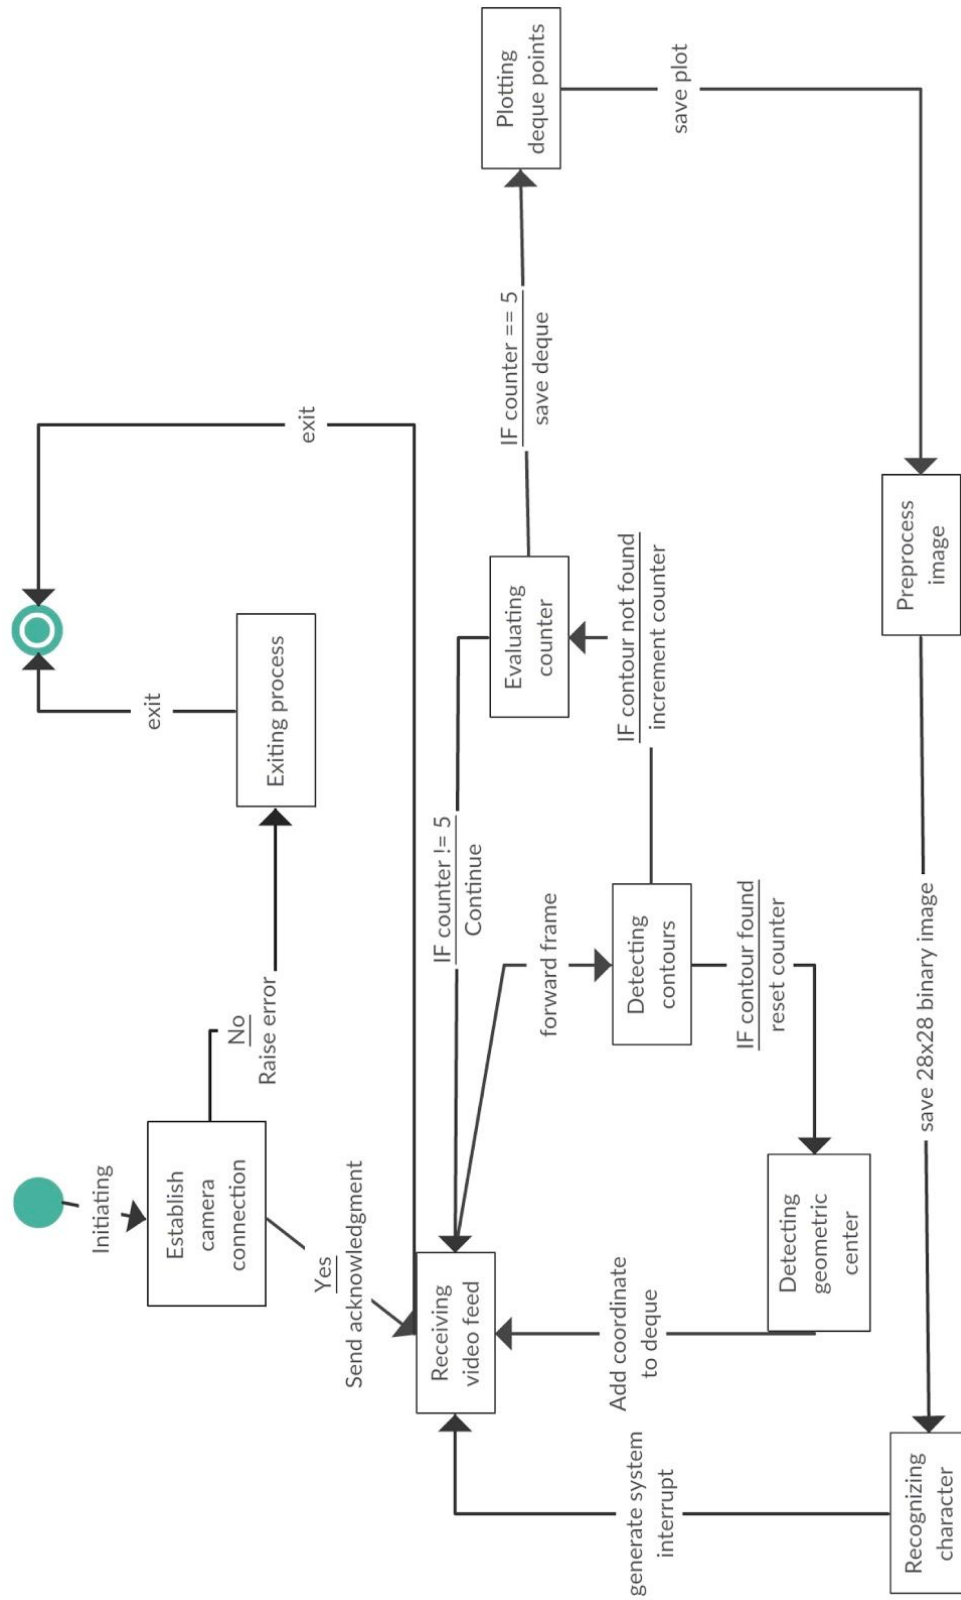 Initiating
Establish
camera
connection
No
Raise error
Exiting process
exit
exit
Yes
Send acknowledgment
Receiving
video feed
IF counter != 5
Continue
forward frame
Detecting
contours
IF contour not found
increment counter
Evaluating
counter
IF counter == 5
save deque
Plotting
deque points
save plot
IF contour found
reset counter
Detecting
geometric
center
Add coordinate
to deque
Preprocess
image
save 28x28 binary image
Recognizing
character
generate system
interrupt